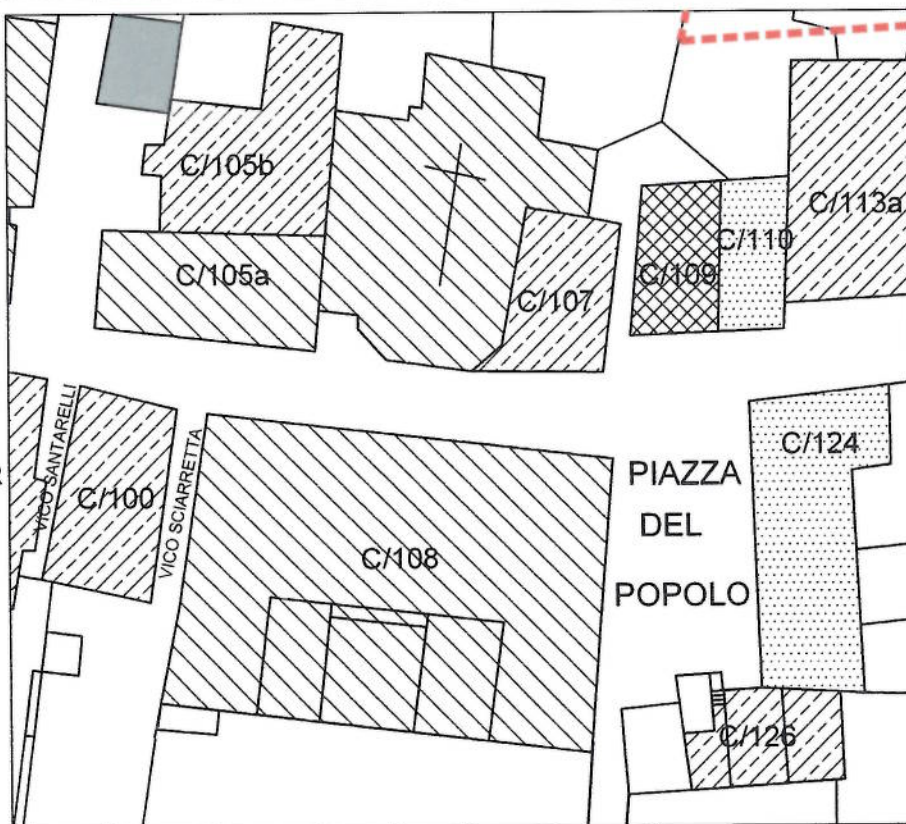 C/105b
C/113a
C/110
C/105a
C/109
C/107
VICO SANTARELLI
VICO SCIARRETTA
C/124
PIAZZA
C/100
DEL
C/108
POPOLO
C/126